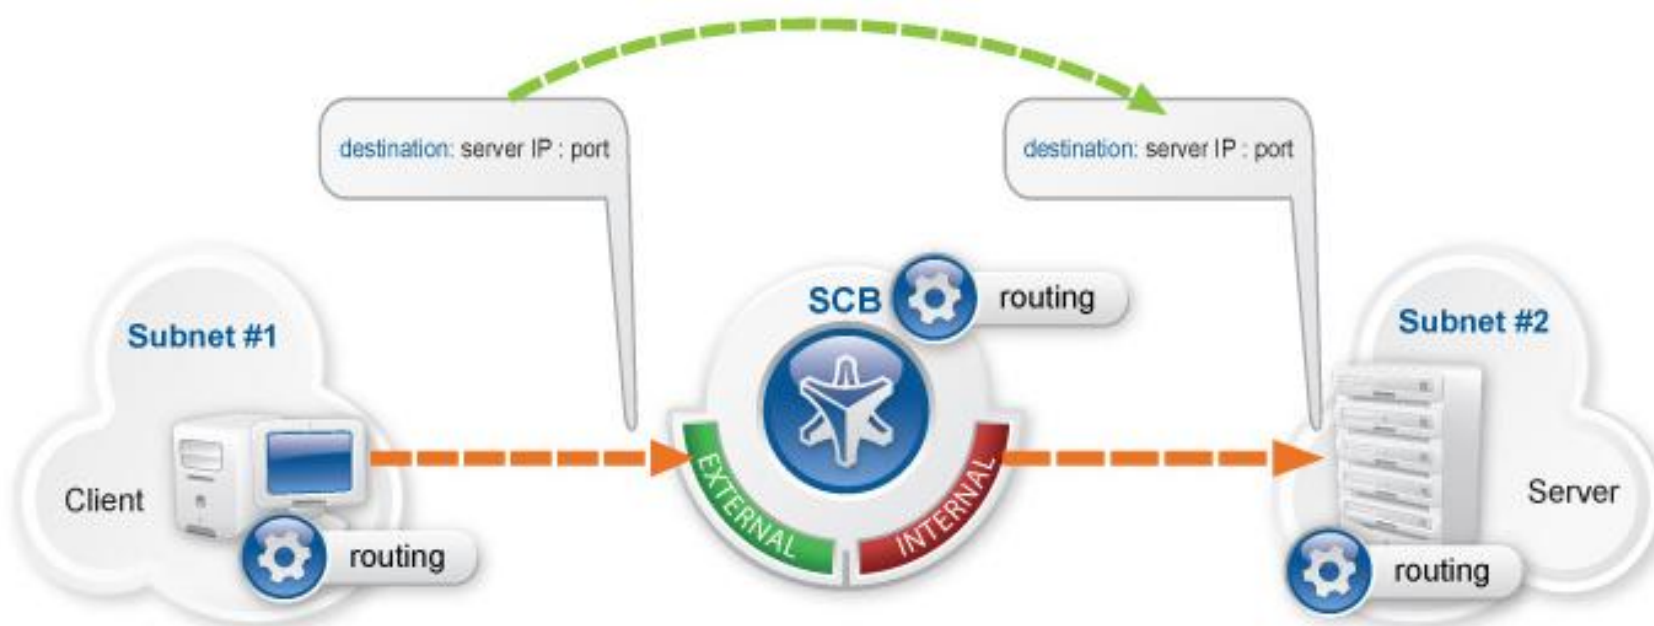 destination: server IP : port
destination: server IP : port
SCB
routing
Subnet #1
Subnet #2
Client
Server
EXTERNAL
INTERNAL
routing
routing